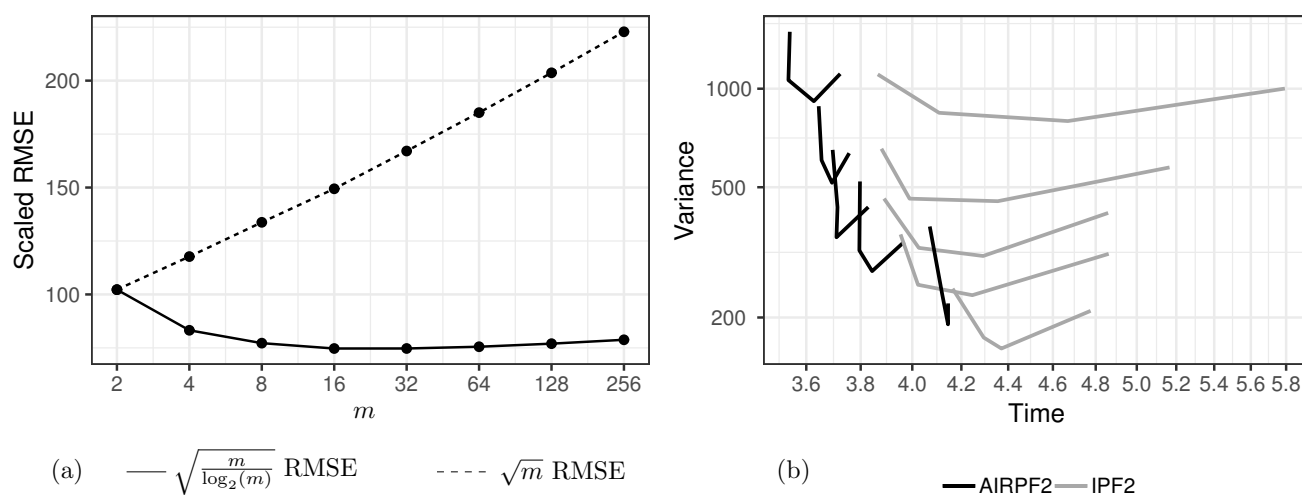 Scaled RMSE
200
150
100
2 4 8 16 32 64 128 256
m
(a) √(m/log₂(m)) RMSE √m RMSE
Variance
1000
500
200
3.6 3.8 4.0 4.2 4.4 4.6 4.8 5.0 5.2 5.4 5.6 5.8
Time
(b) AIRPF2 IPF2